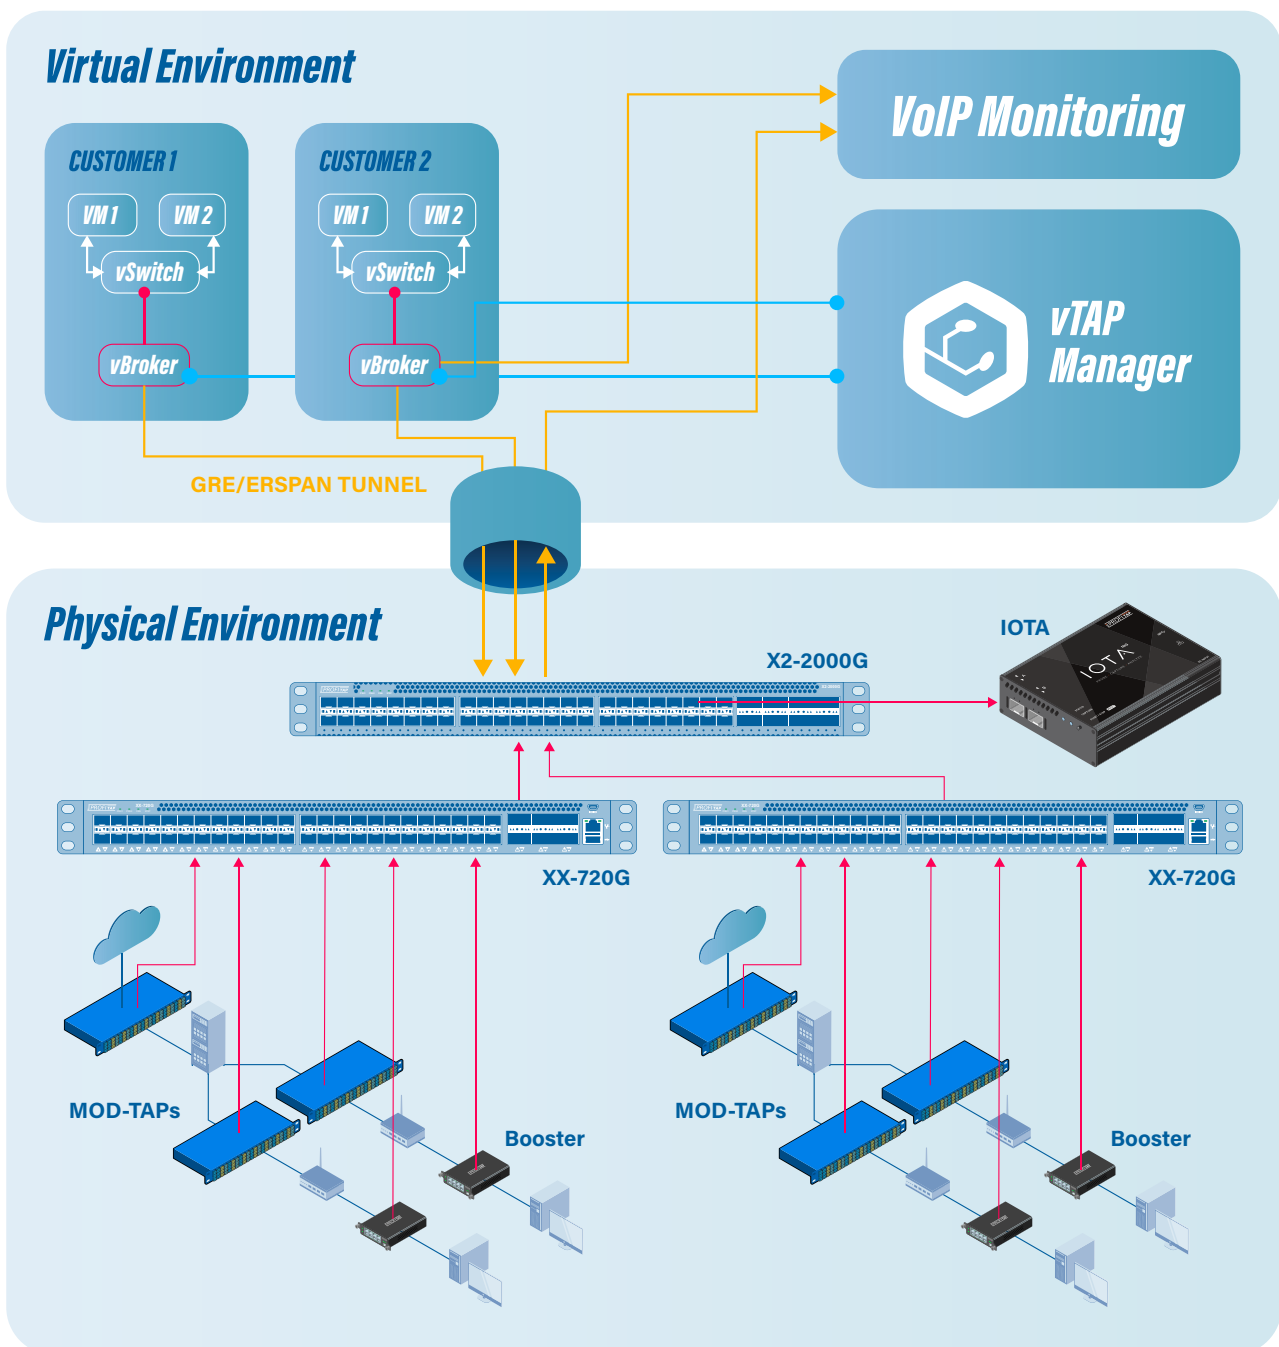 Virtual Environment
VoIP Monitoring
CUSTOMER 1
CUSTOMER 2
VM 1
VM 2
VM 1
VM 2
vSwitch
vSwitch
vTAP
Manager
vBroker
vBroker
GRE/ERSPAN TUNNEL
Physical Environment
IOTA
X2-2000G
IOTA
XX-720G
XX-720G
MOD-TAPs
MOD-TAPs
Booster
Booster